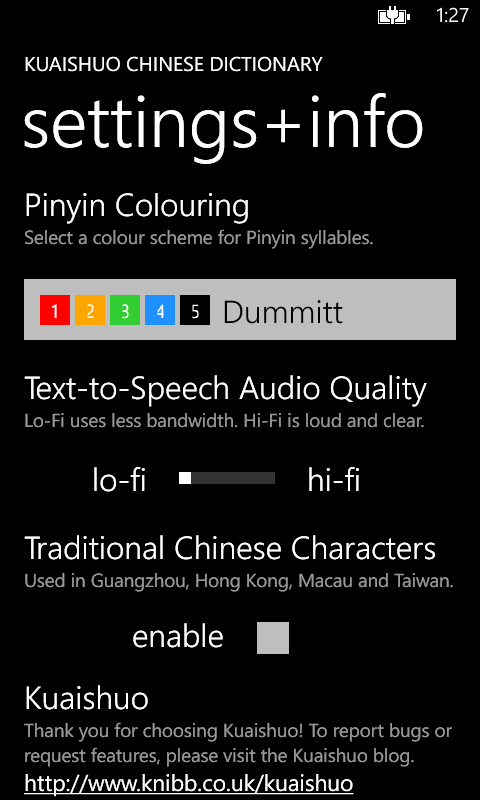 1:27
KUAISHUO CHINESE DICTIONARY
settings+info
Pinyin Colouring
Select a colour scheme for Pinyin syllables.
1 2 3 4 5 Dummitt
Text-to-Speech Audio Quality
Lo-Fi uses less bandwidth. Hi-Fi is loud and clear.
lo-fi hi-fi
Traditional Chinese Characters
Used in Guangzhou, Hong Kong, Macau and Taiwan.
enable
Kuaishuo
Thank you for choosing Kuaishuo! To report bugs or
request features, please visit the Kuaishuo blog.
http://www.knibb.co.uk/kuaishuo